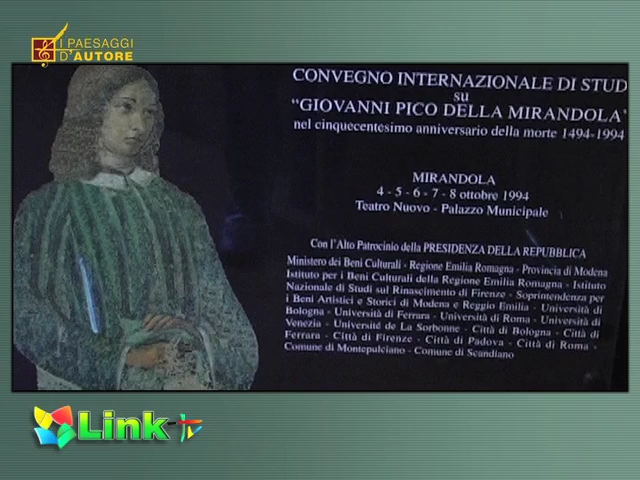 I PAESAGGI
D'AUTORE
CONVEGNO INTERNAZIONALE DI STUD
su
"GIOVANNI PICO DELLA MIRANDOLA"
nel cinquecentesimo anniversario della morte 1494-1994
MIRANDOLA
4 - 5 - 6 - 7 - 8 ottobre 1994
Teatro Nuovo - Palazzo Municipale
Con l'Alto Patrocinio della PRESIDENZA DELLA REPUBBLICA
Ministero dei Beni Culturali - Regione Emilia Romagna - Provincia di Modena
Istituto per i Beni Culturali della Regione Emilia Romagna - Istituto
Nazionale di Studi sul Rinascimento di Firenze - Soprintendenza per
i Beni Artistici e Storici di Modena e Reggio Emilia - Università di
Bologna - Università di Ferrara - Università di Roma - Università di
Venezia - Université de La Sorbonne - Città di Bologna - Città di
Ferrara - Città di Firenze - Città di Padova - Città di Roma -
Comune di Montepulciano - Comune di Scandiano
Link tv